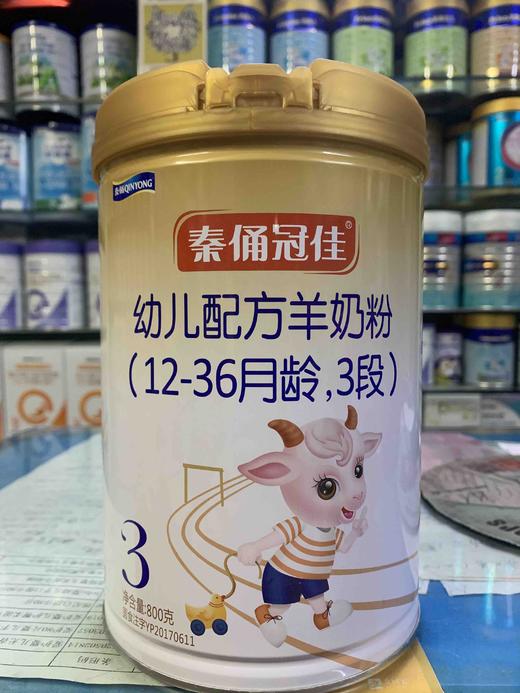 秦俑QINYONG
秦俑冠佳®
幼儿配方羊奶粉
（12-36月龄,3段）
3
净含量:800克
国食注字YP20170611